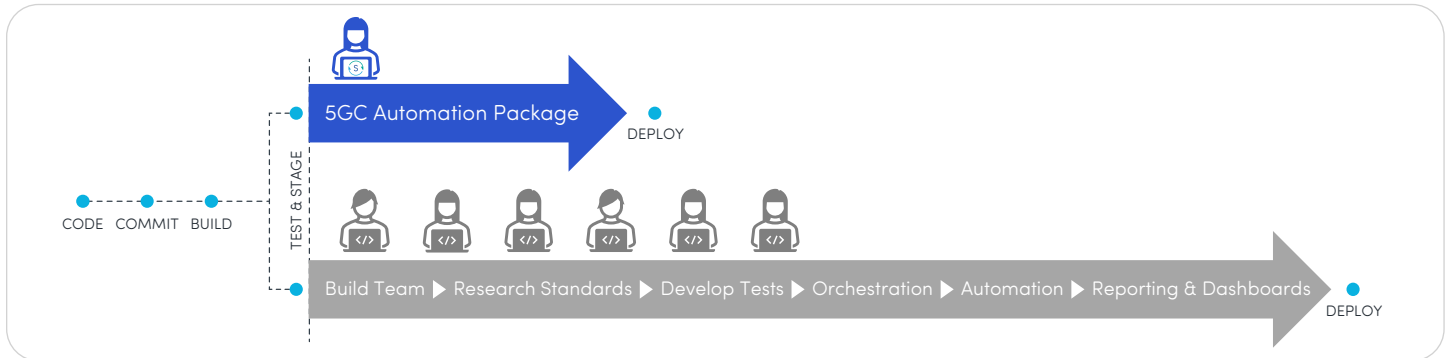 S
5GC Automation Package
DEPLOY
TEST & STAGE
CODE COMMIT BUILD
</> </> </> </> </> </>
Build Team ▶ Research Standards ▶ Develop Tests ▶ Orchestration ▶ Automation ▶ Reporting & Dashboards
DEPLOY